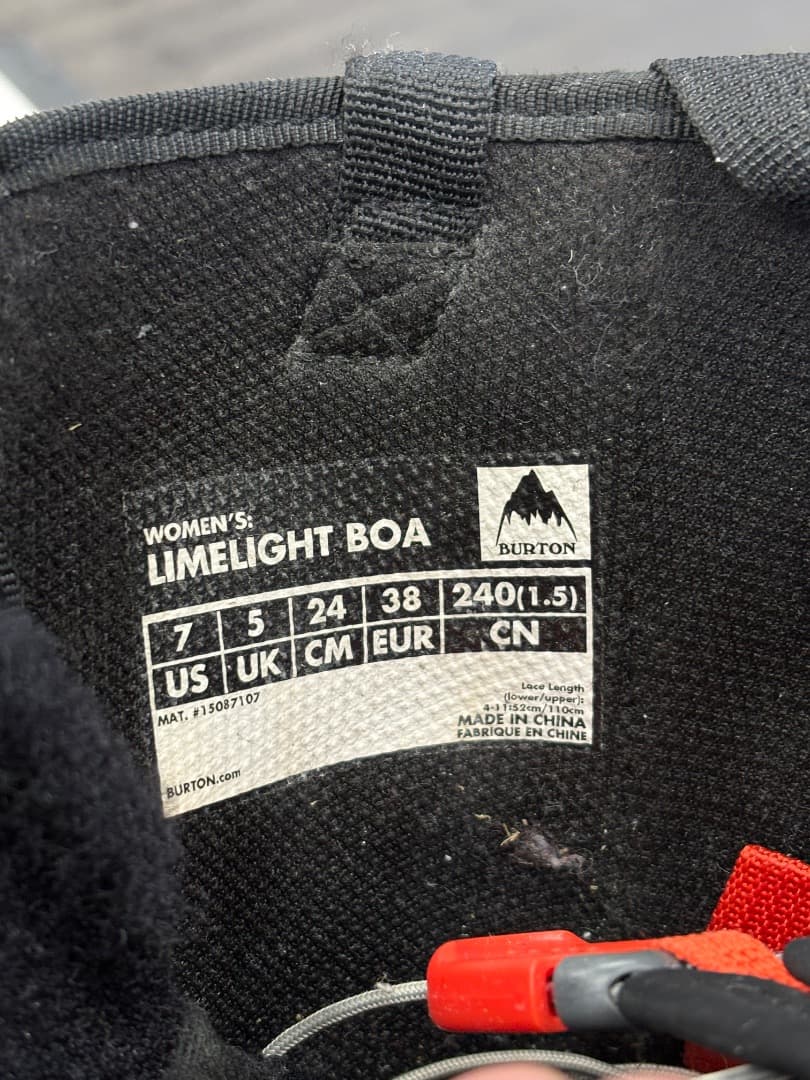 WOMEN'S:
LIMELIGHT BOA
BURTON
7 5 24 38 240(1.5)
US UK CM EUR CN
MAT. #15087107
Lace Length
(lower/upper):
4-11:52cm/110cm
MADE IN CHINA
FABRIQUE EN CHINE
BURTON.com